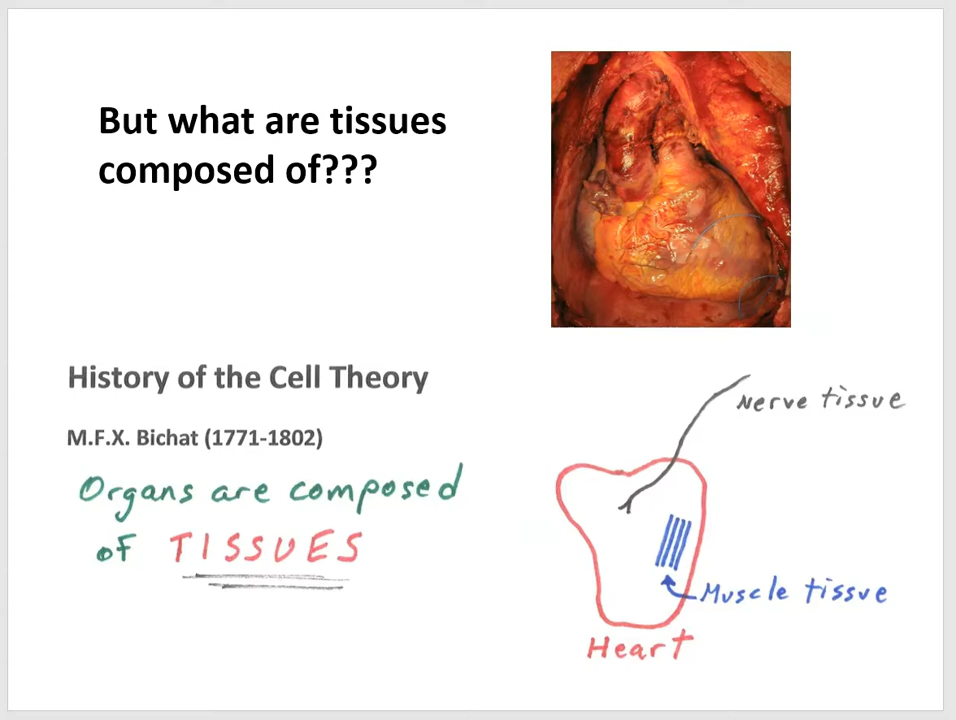 But what are tissues
composed of???
History of the Cell Theory
M.F.X. Bichat (1771-1802)
Organs are composed
of TISSUES
Nerve tissue
Muscle tissue
Heart